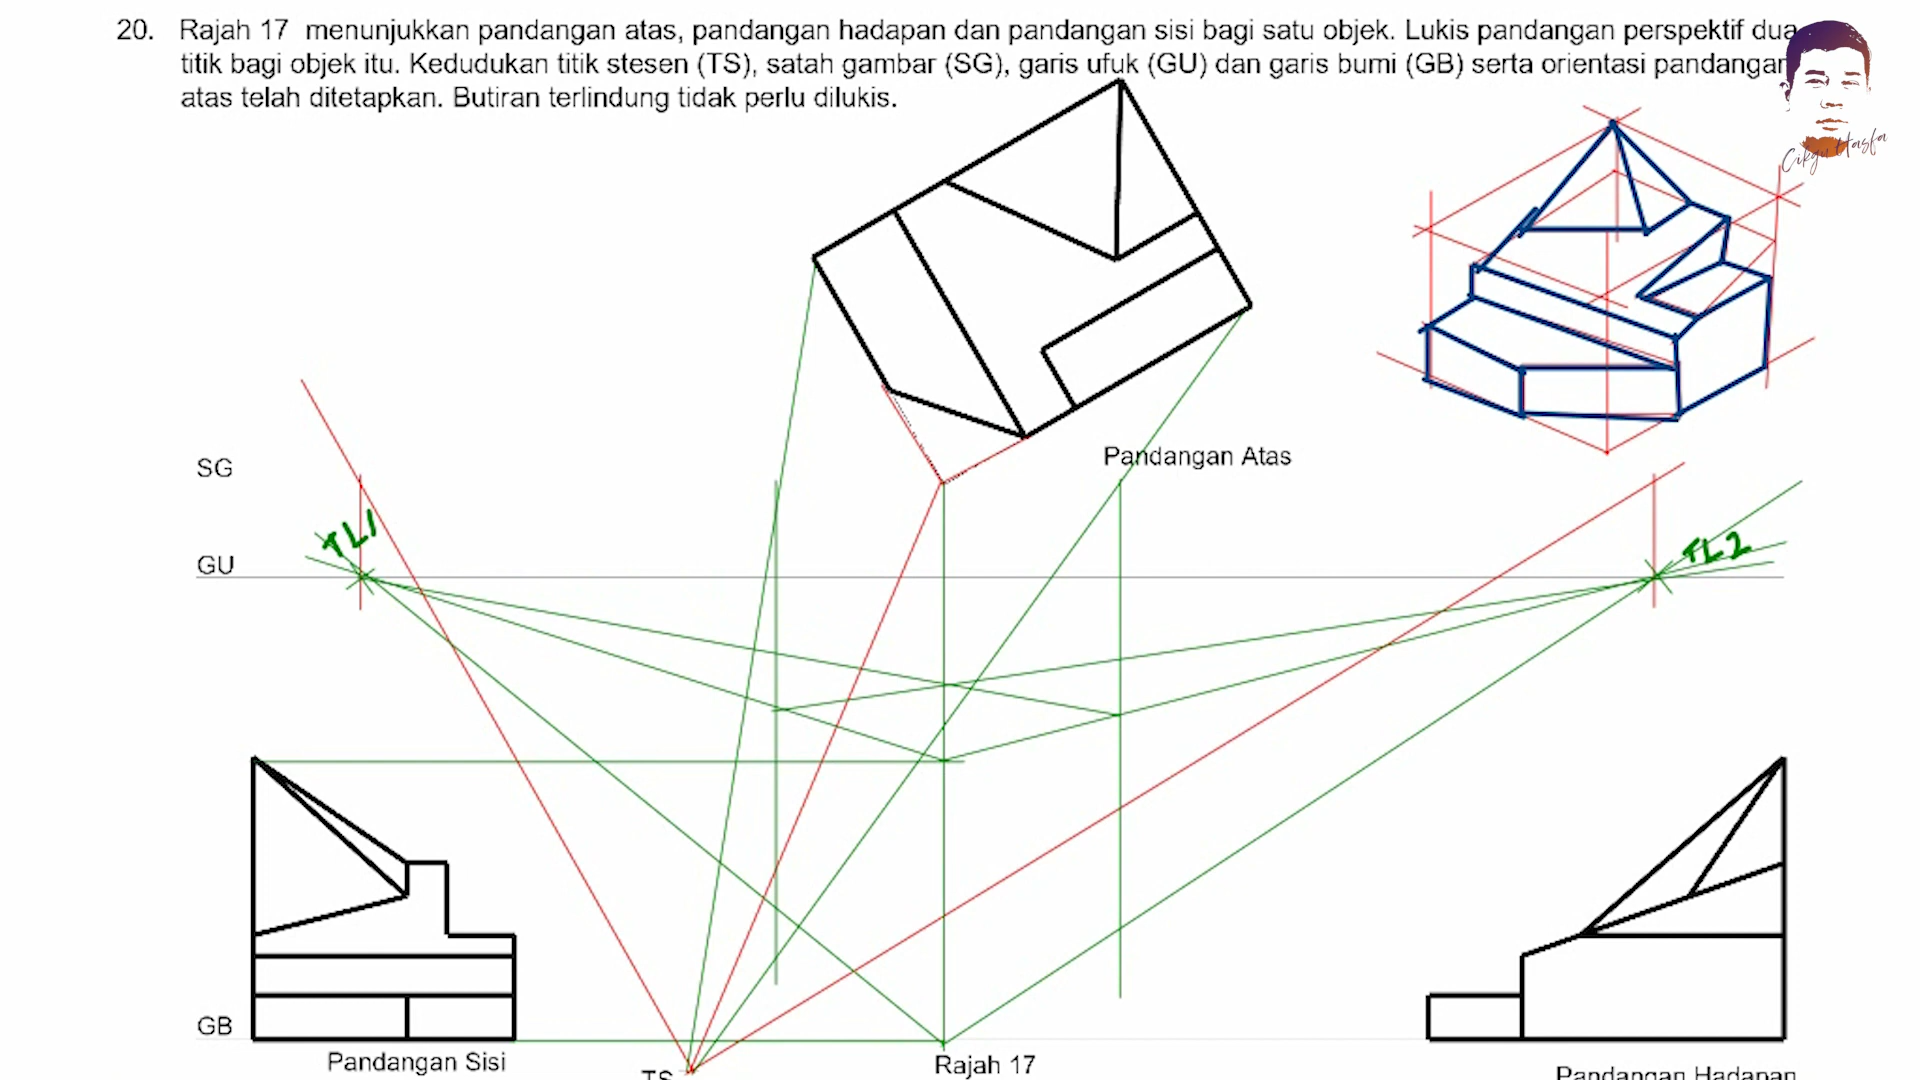 20. Rajah 17 menunjukkan pandangan atas, pandangan hadapan dan pandangan sisi bagi satu objek. Lukis pandangan perspektif dua
titik bagi objek itu. Kedudukan titik stesen (TS), satah gambar (SG), garis ufuk (GU) dan garis bumi (GB) serta orientasi pandangan
atas telah ditetapkan. Butiran terlindung tidak perlu dilukis.
Cikgu Hasfa
Pandangan Atas
SG
TL1
TL2
GU
GB
Pandangan Sisi
TS
Rajah 17
Pandangan Hadapan